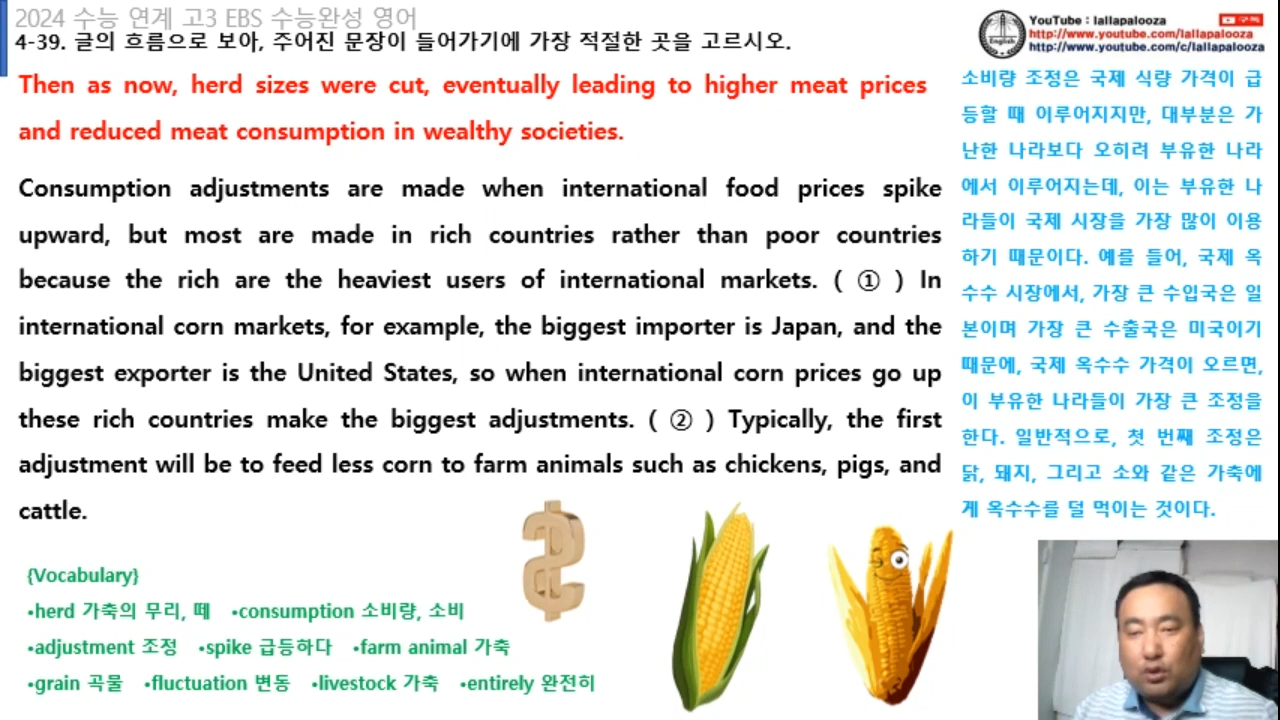 2024 수능 연계 고3 EBS 수능완성 영어
4-39. 글의 흐름으로 보아, 주어진 문장이 들어가기에 가장 적절한 곳을 고르시오.
YouTube : lallapalooza
구독
http://www.youtube.com/lallapalooza
http://www.youtube.com/c/lallapalooza
English
Then as now, herd sizes were cut, eventually leading to higher meat prices
and reduced meat consumption in wealthy societies.
Consumption adjustments are made when international food prices spike
upward, but most are made in rich countries rather than poor countries
because the rich are the heaviest users of international markets. ( ① ) In
international corn markets, for example, the biggest importer is Japan, and the
biggest exporter is the United States, so when international corn prices go up
these rich countries make the biggest adjustments. ( ② ) Typically, the first
adjustment will be to feed less corn to farm animals such as chickens, pigs, and
cattle.
소비량 조정은 국제 식량 가격이 급
등할 때 이루어지지만, 대부분은 가
난한 나라보다 오히려 부유한 나라
에서 이루어지는데, 이는 부유한 나
라들이 국제 시장을 가장 많이 이용
하기 때문이다. 예를 들어, 국제 옥
수수 시장에서, 가장 큰 수입국은 일
본이며 가장 큰 수출국은 미국이기
때문에, 국제 옥수수 가격이 오르면,
이 부유한 나라들이 가장 큰 조정을
한다. 일반적으로, 첫 번째 조정은
닭, 돼지, 그리고 소와 같은 가축에
게 옥수수를 덜 먹이는 것이다.
{Vocabulary}
•herd 가축의 무리, 떼 •consumption 소비량, 소비
•adjustment 조정 •spike 급등하다 •farm animal 가축
•grain 곡물 •fluctuation 변동 •livestock 가축 •entirely 완전히